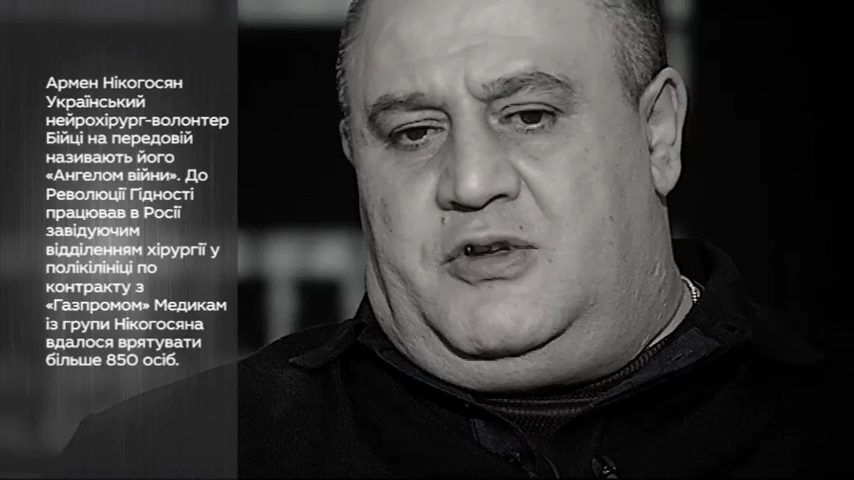 Армен Нікогосян
Український
нейрохірург-волонтер
Бійці на передовій
називають його
«Ангелом війни». До
Революції Гідності
працював в Росії
завідуючим
відділенням хірургії у
полікілініці по
контракту з
«Газпромом» Медикам
із групи Нікогосяна
вдалося врятувати
більше 850 осіб.